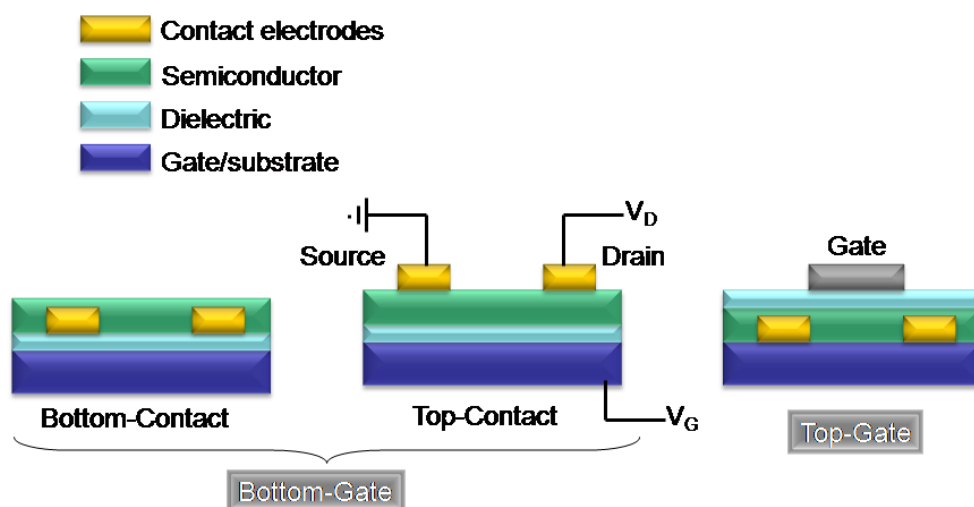 Contact electrodes
Semiconductor
Dielectric
Gate/substrate
V_D
Source
Drain
Gate
Bottom-Contact
Top-Contact
V_G
Top-Gate
Bottom-Gate